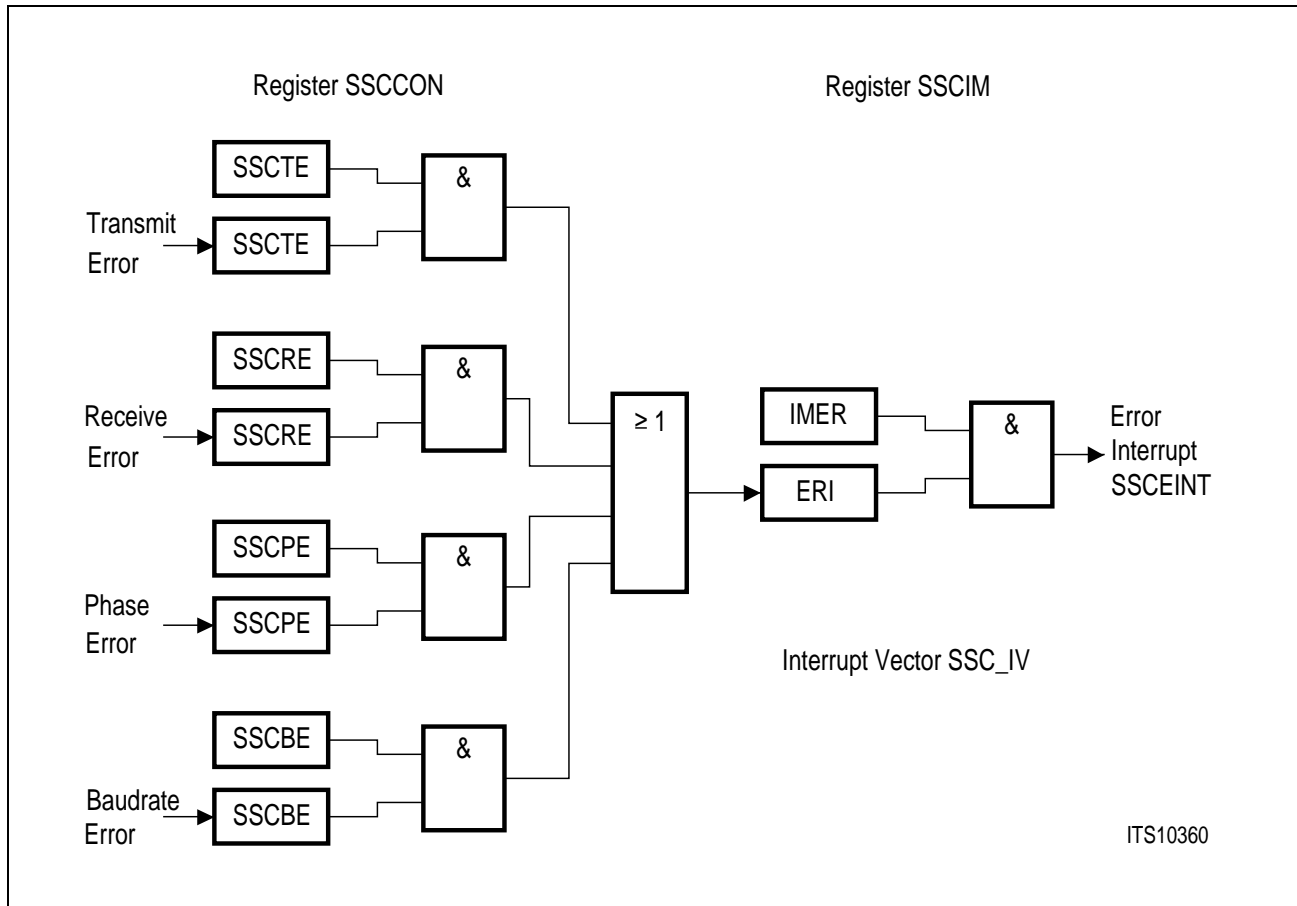 Register SSCCON
Register SSCIM
SSCTE
&
Transmit
Error
SSCTE
SSCRE
&
Receive
Error
SSCRE
≥ 1
IMER
&
Error
Interrupt
SSCEINT
ERI
SSCPE
&
Phase
Error
SSCPE
Interrupt Vector SSC_IV
SSCBE
&
Baudrate
Error
SSCBE
ITS10360